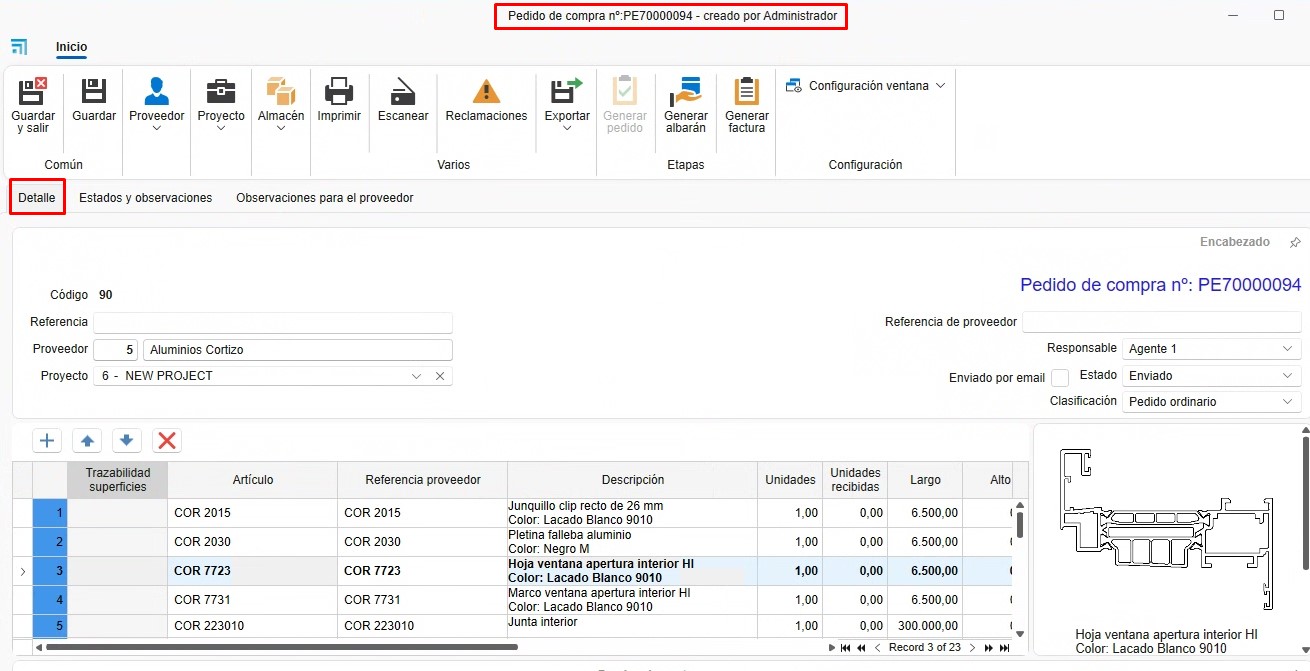 Pedido de compra nº:PE70000094 - creado por Administrador
Inicio
Guardar y salir
Guardar
Proveedor
Proyecto
Almacén
Imprimir
Escanear
Reclamaciones
Exportar
Generar pedido
Generar albarán
Generar factura
Configuración ventana
Común
Varios
Etapas
Configuración
Detalle
Estados y observaciones
Observaciones para el proveedor
Encabezado
Pedido de compra nº: PE70000094
Código 90
Referencia
Proveedor 5 Aluminios Cortizo
Proyecto 6 - NEW PROJECT
Referencia de proveedor
Responsable Agente 1
Enviado por email
Estado Enviado
Clasificación Pedido ordinario
Trazabilidad superficies
Artículo
Referencia proveedor
Descripción
Unidades
Unidades recibidas
Largo
Alto
1 COR 2015 COR 2015 Junquillo clip recto de 26 mm 1,00 0,00 6.500,00
Color: Lacado Blanco 9010
2 COR 2030 COR 2030 Pletina falleba aluminio 1,00 0,00 6.500,00
Color: Negro M
3 COR 7723 COR 7723 Hoja ventana apertura interior HI 1,00 0,00 6.500,00
Color: Lacado Blanco 9010
4 COR 7731 COR 7731 Marco ventana apertura interior HI 1,00 0,00 6.500,00
Color: Lacado Blanco 9010
5 COR 223010 COR 223010 Junta interior 1,00 0,00 300.000,00
Record 3 of 23
Hoja ventana apertura interior HI
Color: Lacado Blanco 9010